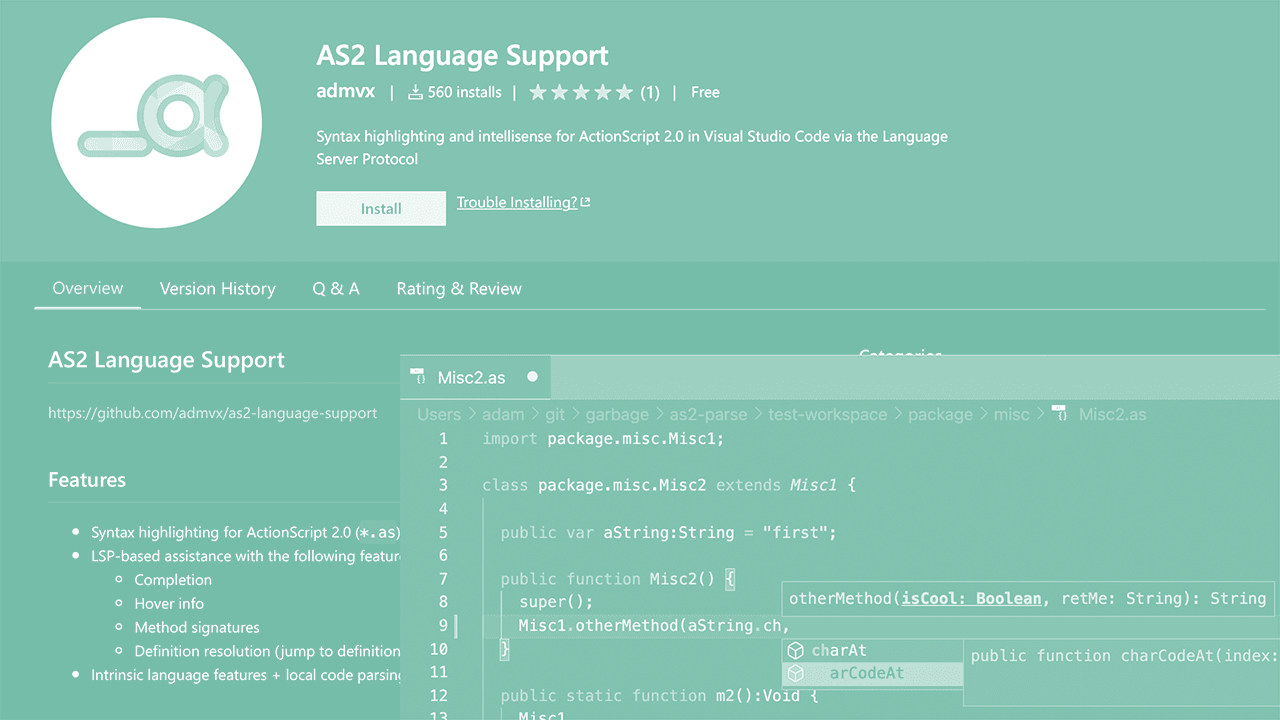 AS2 Language Support
admvx | 560 installs | (1) | Free
Syntax highlighting and intellisense for ActionScript 2.0 in Visual Studio Code via the Language
Server Protocol
Install Trouble Installing?
Overview Version History Q & A Rating & Review
AS2 Language Support
https://github.com/admvx/as2-language-support
Features
Syntax highlighting for ActionScript 2.0 (*.as)
LSP-based assistance with the following
Completion
Hover info
Method signatures
Definition resolution (jump to definition
Intrinsic language features + local code parsing
Categories
Misc2.as
Users > adam > git > garbage > as2-parse > test-workspace > package > misc > Misc2.as
1 import package.misc.Misc1;
2
3 class package.misc.Misc2 extends Misc1 {
4
5 public var aString:String = "first";
6
7 public function Misc2() {
8 super();
9 Misc1.otherMethod(aString.ch,
10 }
11
12 public static function m2():Void {
13 Misc1
otherMethod(isCool: Boolean, retMe: String): String
charAt
arCodeAt
public function charCodeAt(index: